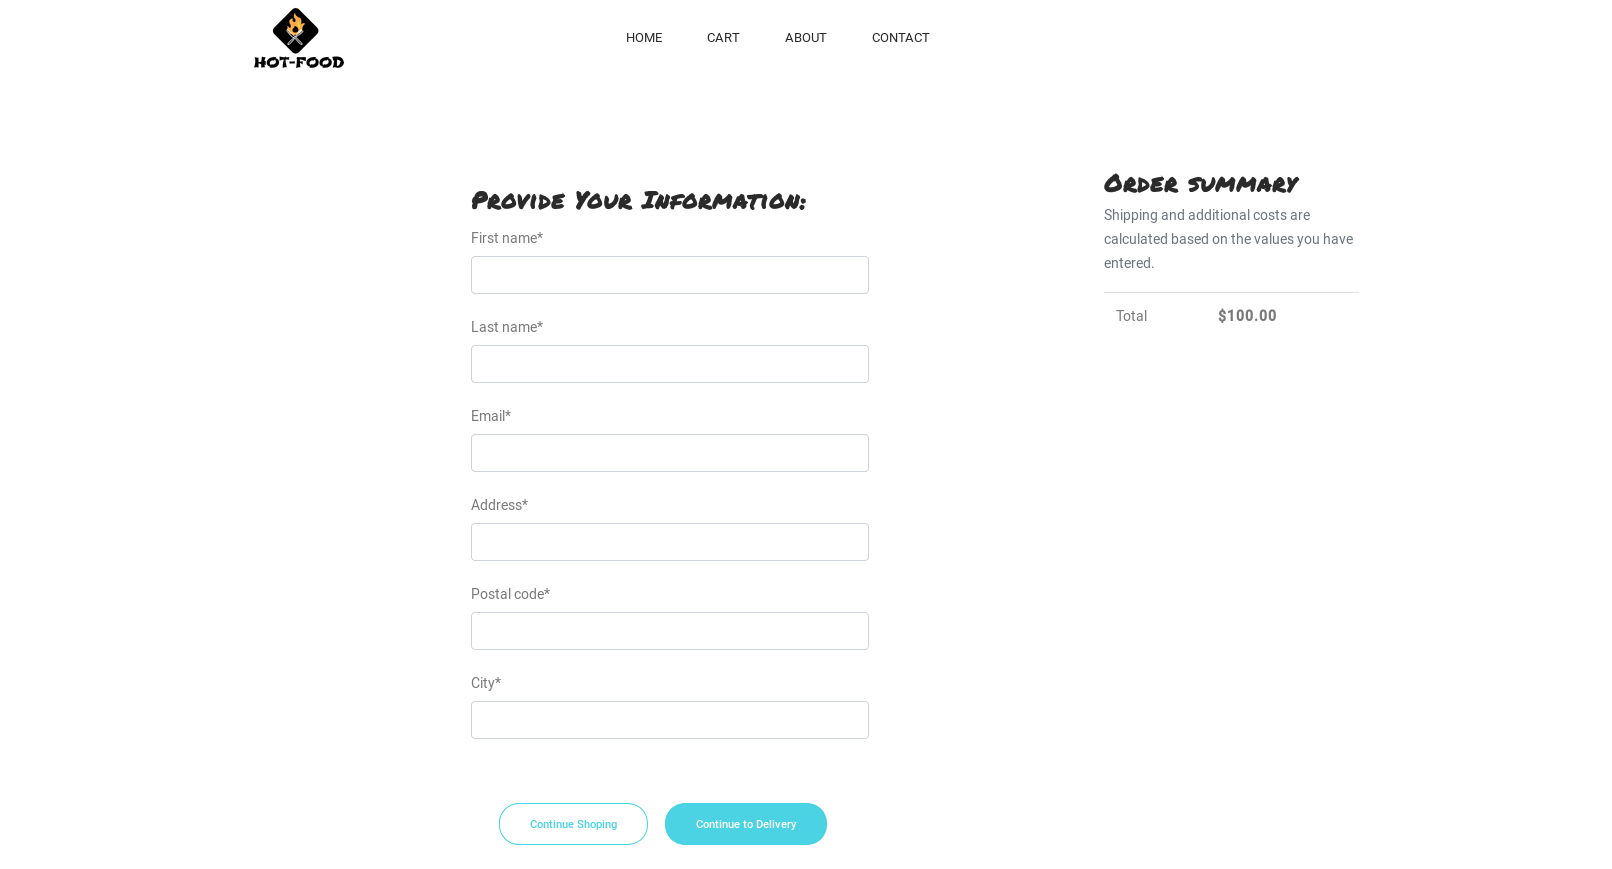 HOT-FOOD
HOME
CART
ABOUT
CONTACT
Provide Your Information:
First name*
Last name*
Email*
Address*
Postal code*
City*
Continue Shoping
Continue to Delivery
Order summary
Shipping and additional costs are
calculated based on the values you have
entered.
Total $100.00